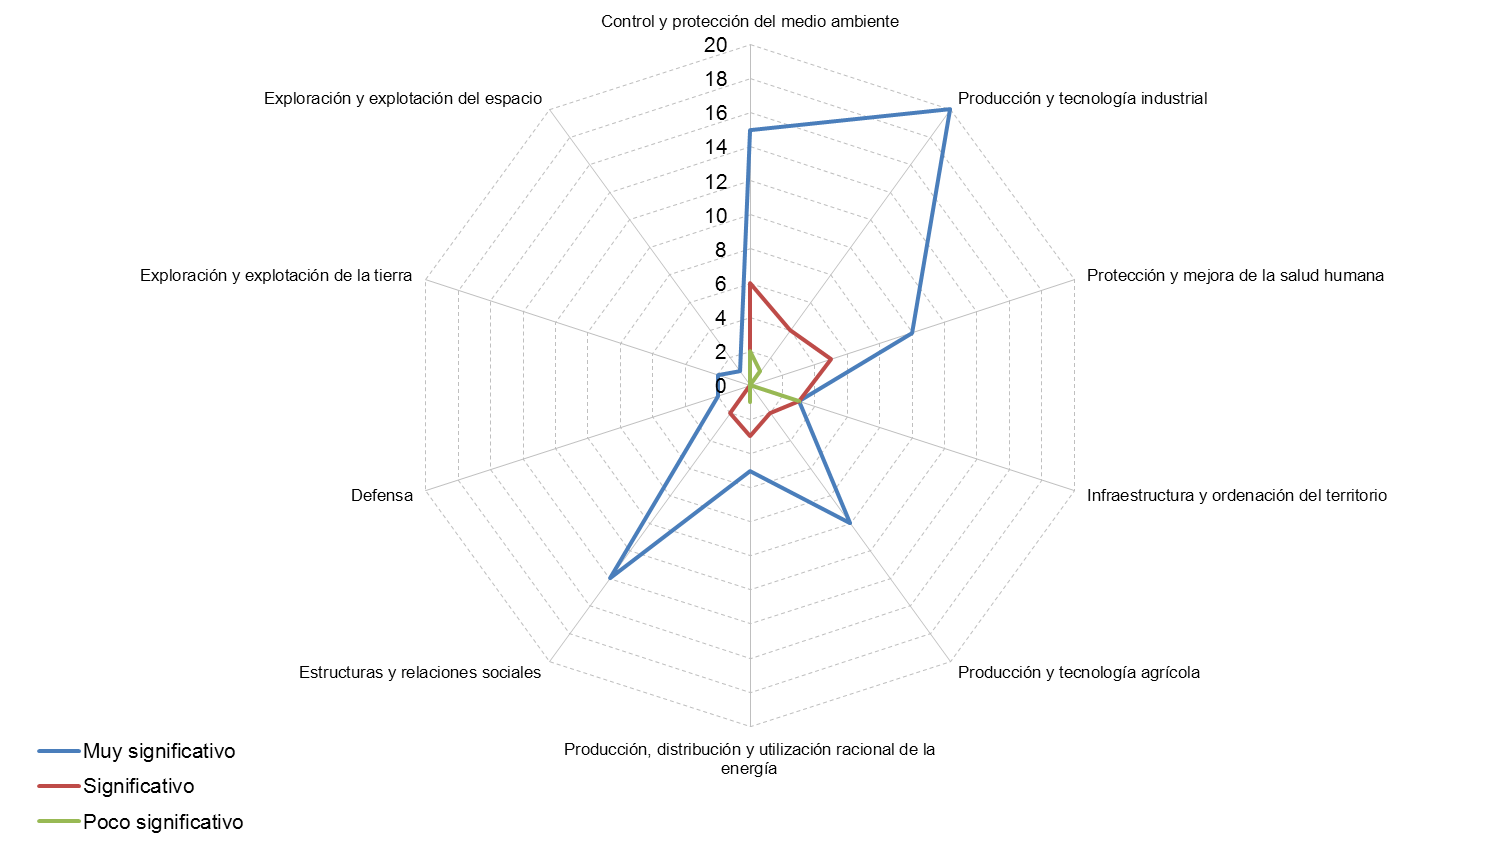 Control y protección del medio ambiente
20
18
16
14
12
10
8
6
4
2
0
Producción y tecnología industrial
Protección y mejora de la salud humana
Infraestructura y ordenación del territorio
Producción y tecnología agrícola
Producción, distribución y utilización racional de la
energía
Estructuras y relaciones sociales
Defensa
Exploración y explotación de la tierra
Exploración y explotación del espacio
Muy significativo
Significativo
Poco significativo